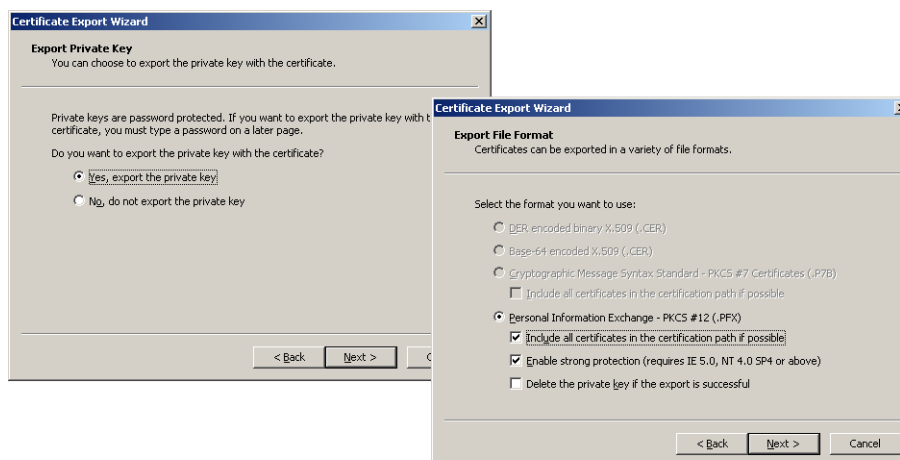 Certificate Export Wizard
Export Private Key
You can choose to export the private key with the certificate.
Private keys are password protected. If you want to export the private key with
certificate, you must type a password on a later page.
Do you want to export the private key with the certificate?
Yes, export the private key
No, do not export the private key
< Back
Next >
Certificate Export Wizard
Export File Format
Certificates can be exported in a variety of file formats.
Select the format you want to use:
DER encoded binary X.509 (.CER)
Base-64 encoded X.509 (.CER)
Cryptographic Message Syntax Standard - PKCS #7 Certificates (.P7B)
Include all certificates in the certification path if possible
Personal Information Exchange - PKCS #12 (.PFX)
Include all certificates in the certification path if possible
Enable strong protection (requires IE 5.0, NT 4.0 SP4 or above)
Delete the private key if the export is successful
< Back
Next >
Cancel